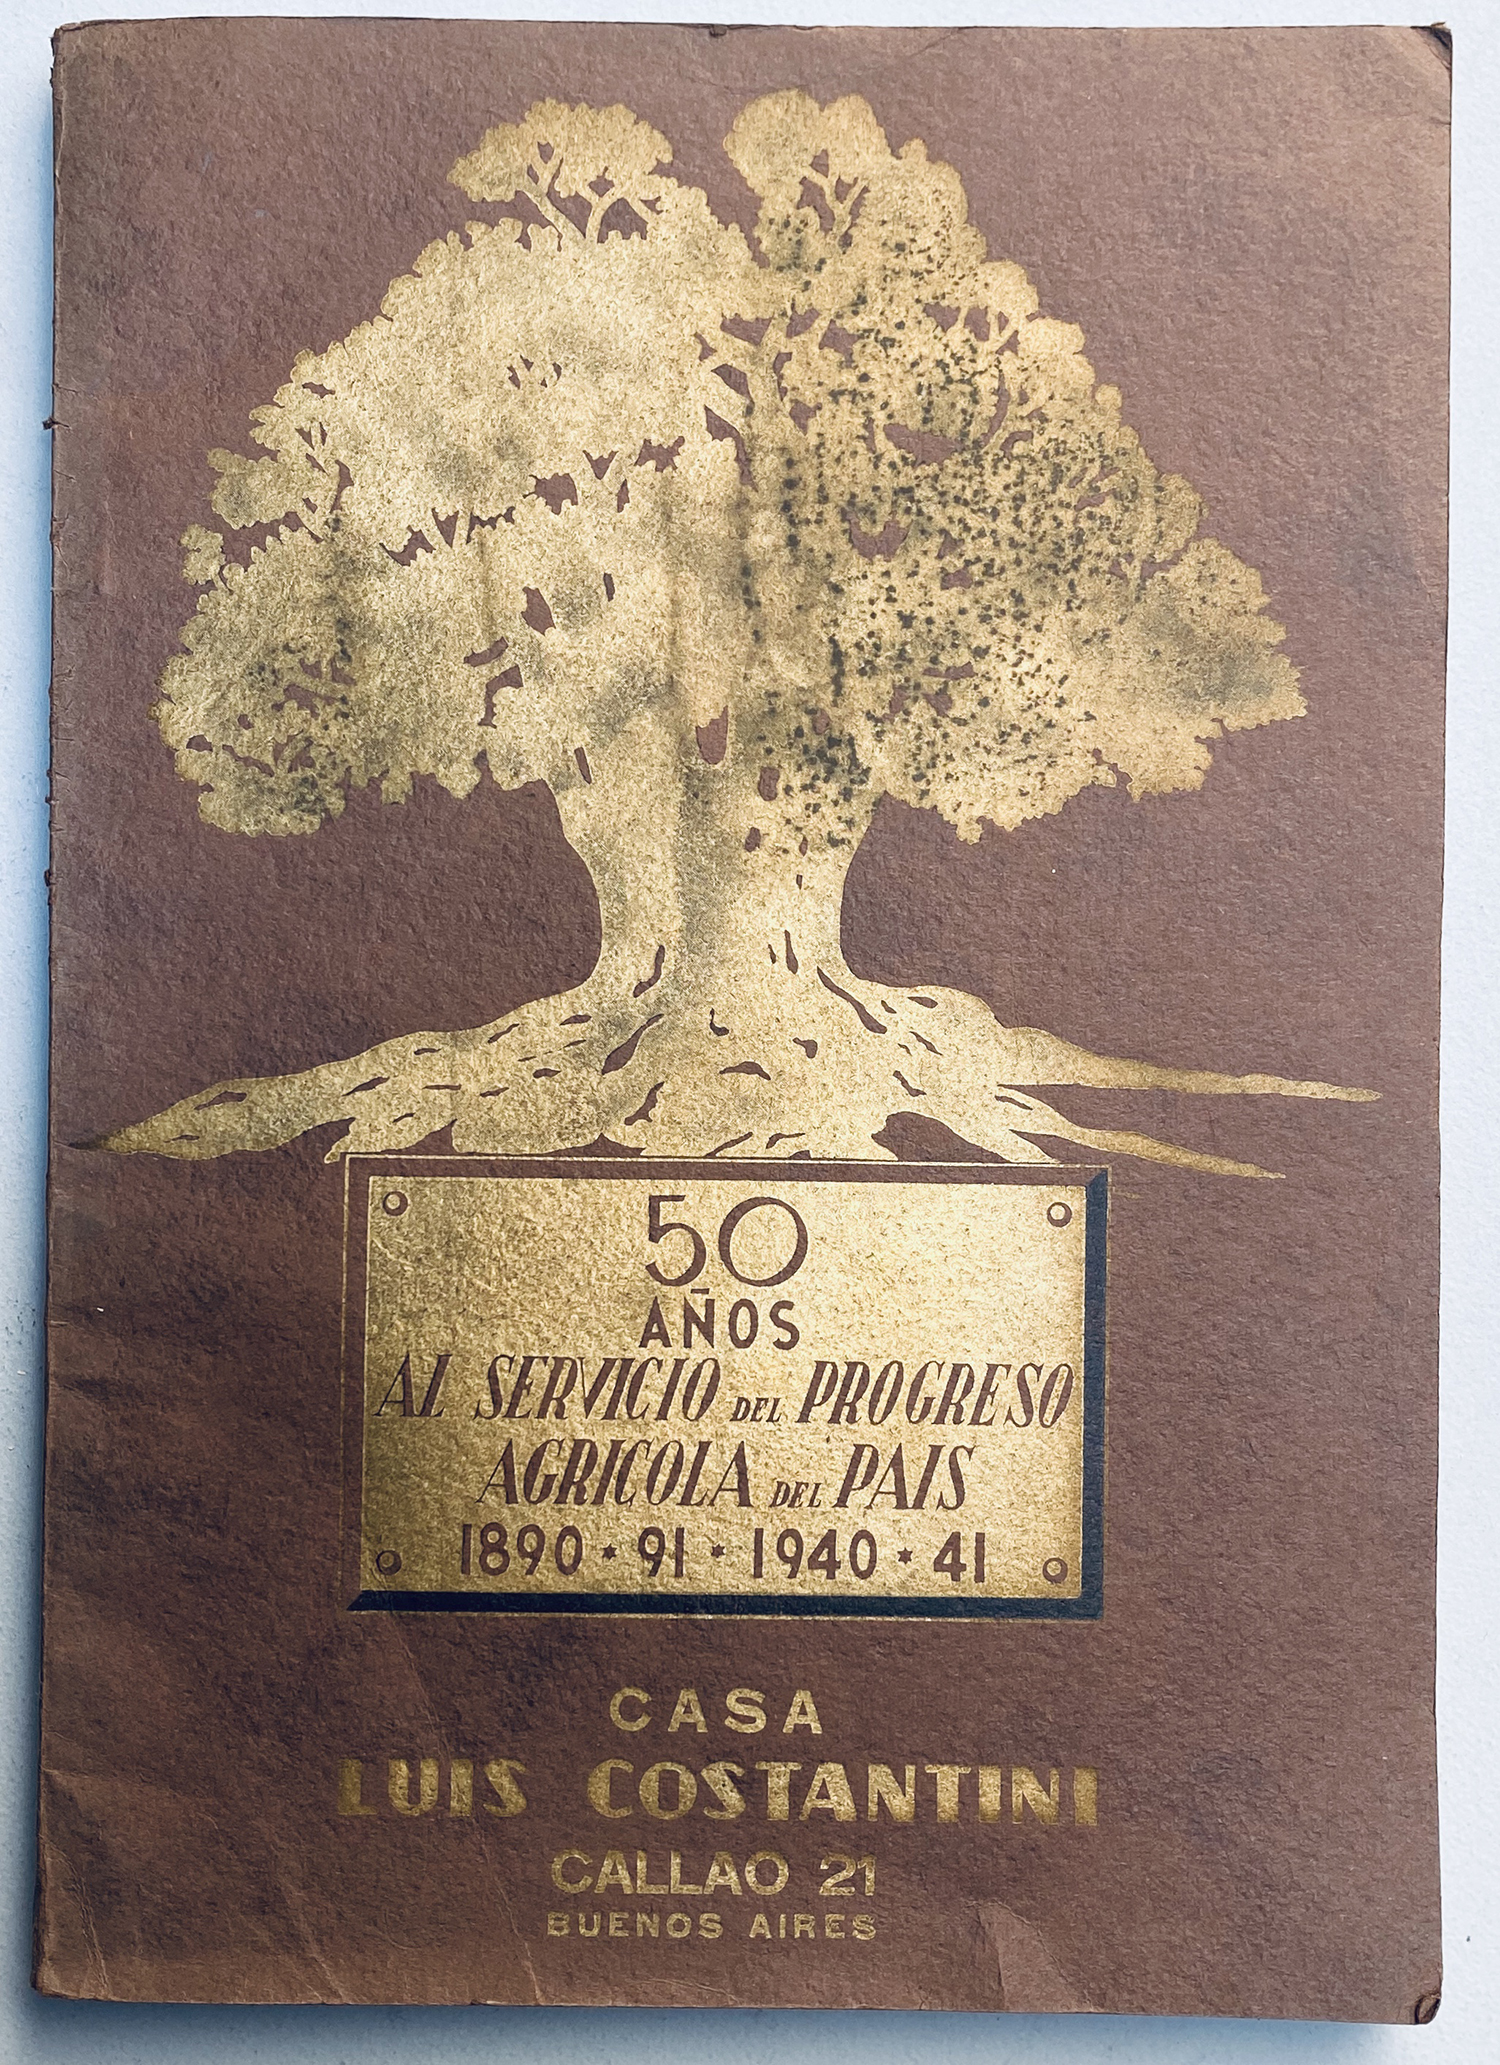 50
AÑOS
AL SERVICIO DEL PROGRESO
AGRICOLA DEL PAIS
1890 * 91 * 1940 * 41
CASA
LUIS COSTANTINI
CALLAO 21
BUENOS AIRES